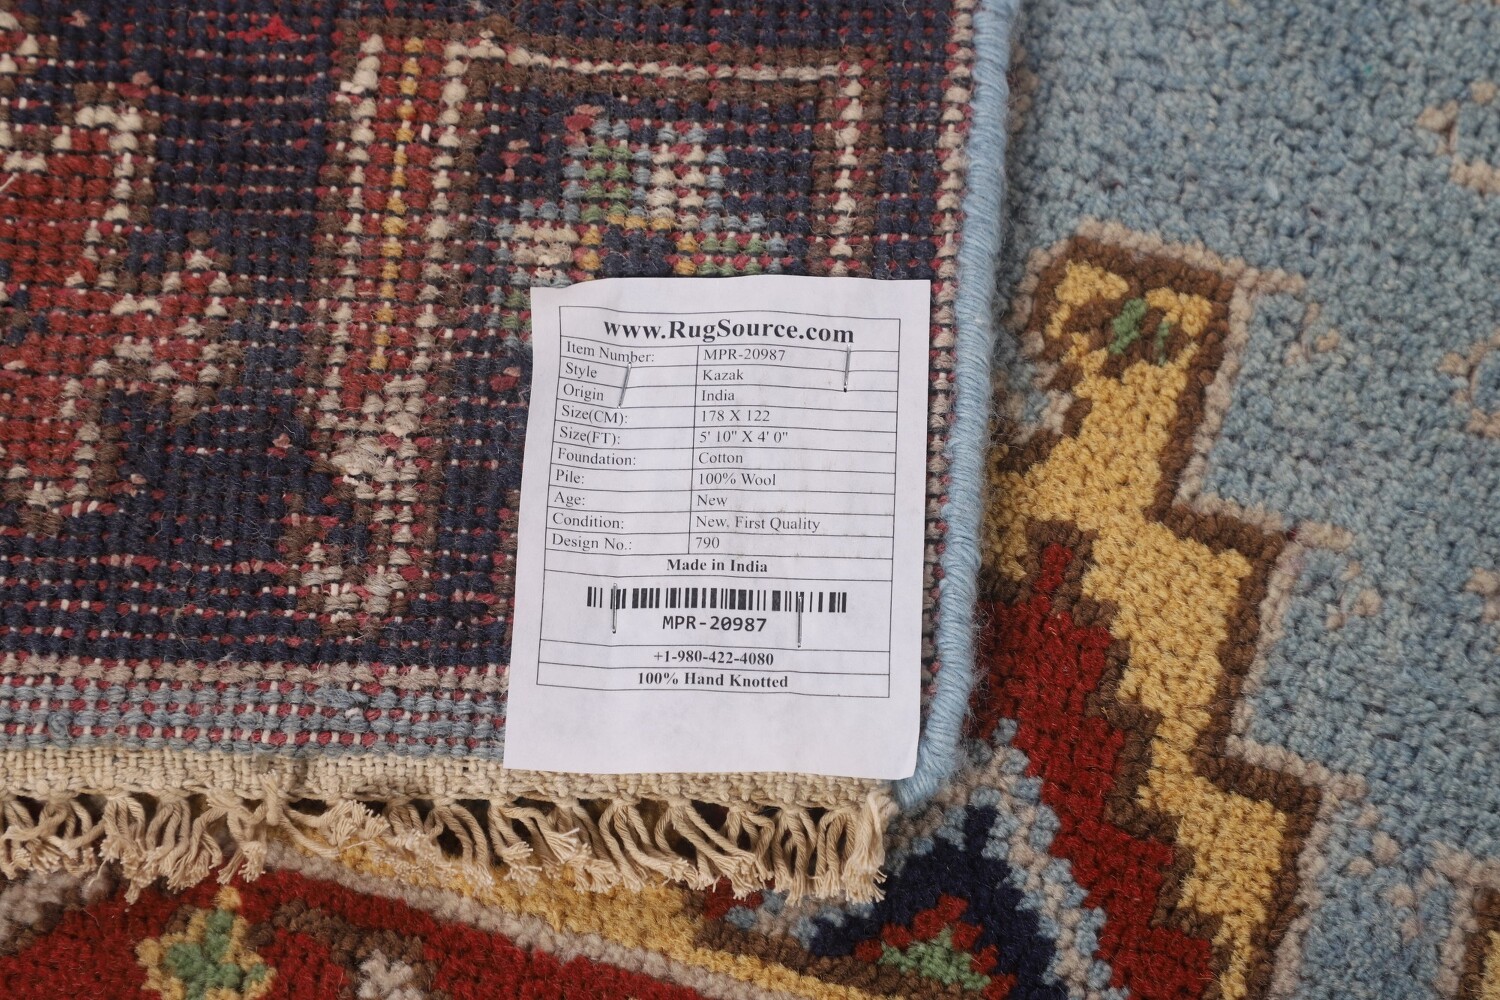 www.RugSource.com
Item Number: MPR-20987
Style Kazak
Origin India
Size(CM): 178 X 122
Size(FT): 5' 10" X 4' 0"
Foundation: Cotton
Pile: 100% Wool
Age: New
Condition: New, First Quality
Design No.: 790
Made in India
MPR-20987
+1-980-422-4080
100% Hand Knotted